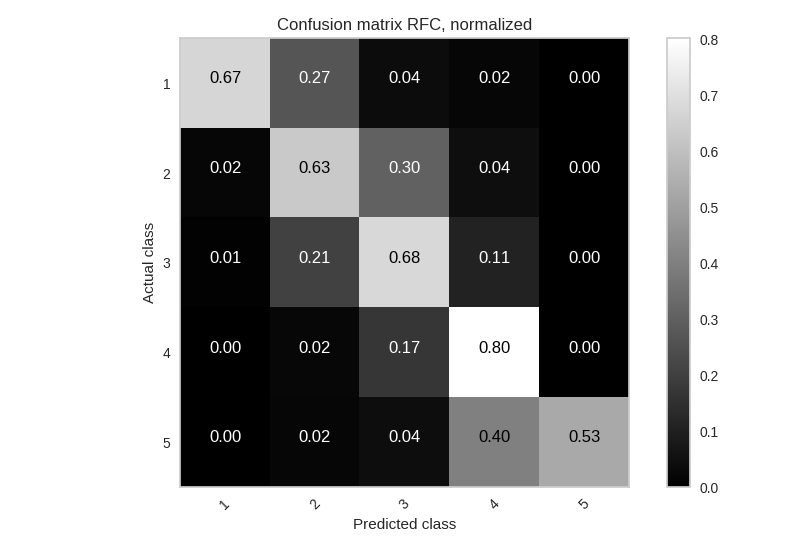 Confusion matrix RFC, normalized
1 0.67 0.27 0.04 0.02 0.00
2 0.02 0.63 0.30 0.04 0.00
3 0.01 0.21 0.68 0.11 0.00
4 0.00 0.02 0.17 0.80 0.00
5 0.00 0.02 0.04 0.40 0.53
Actual class
1 2 3 4 5
Predicted class
0.8
0.7
0.6
0.5
0.4
0.3
0.2
0.1
0.0